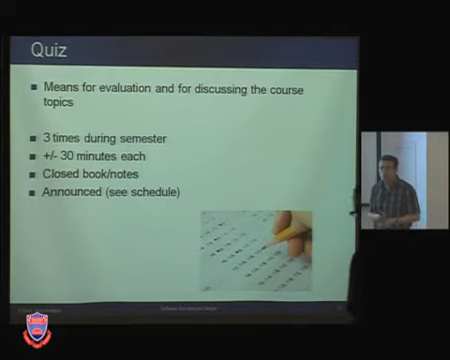 Quiz
Means for evaluation and for discussing the course
topics
3 times during semester
+/- 30 minutes each
Closed book/notes
Announced (see schedule)